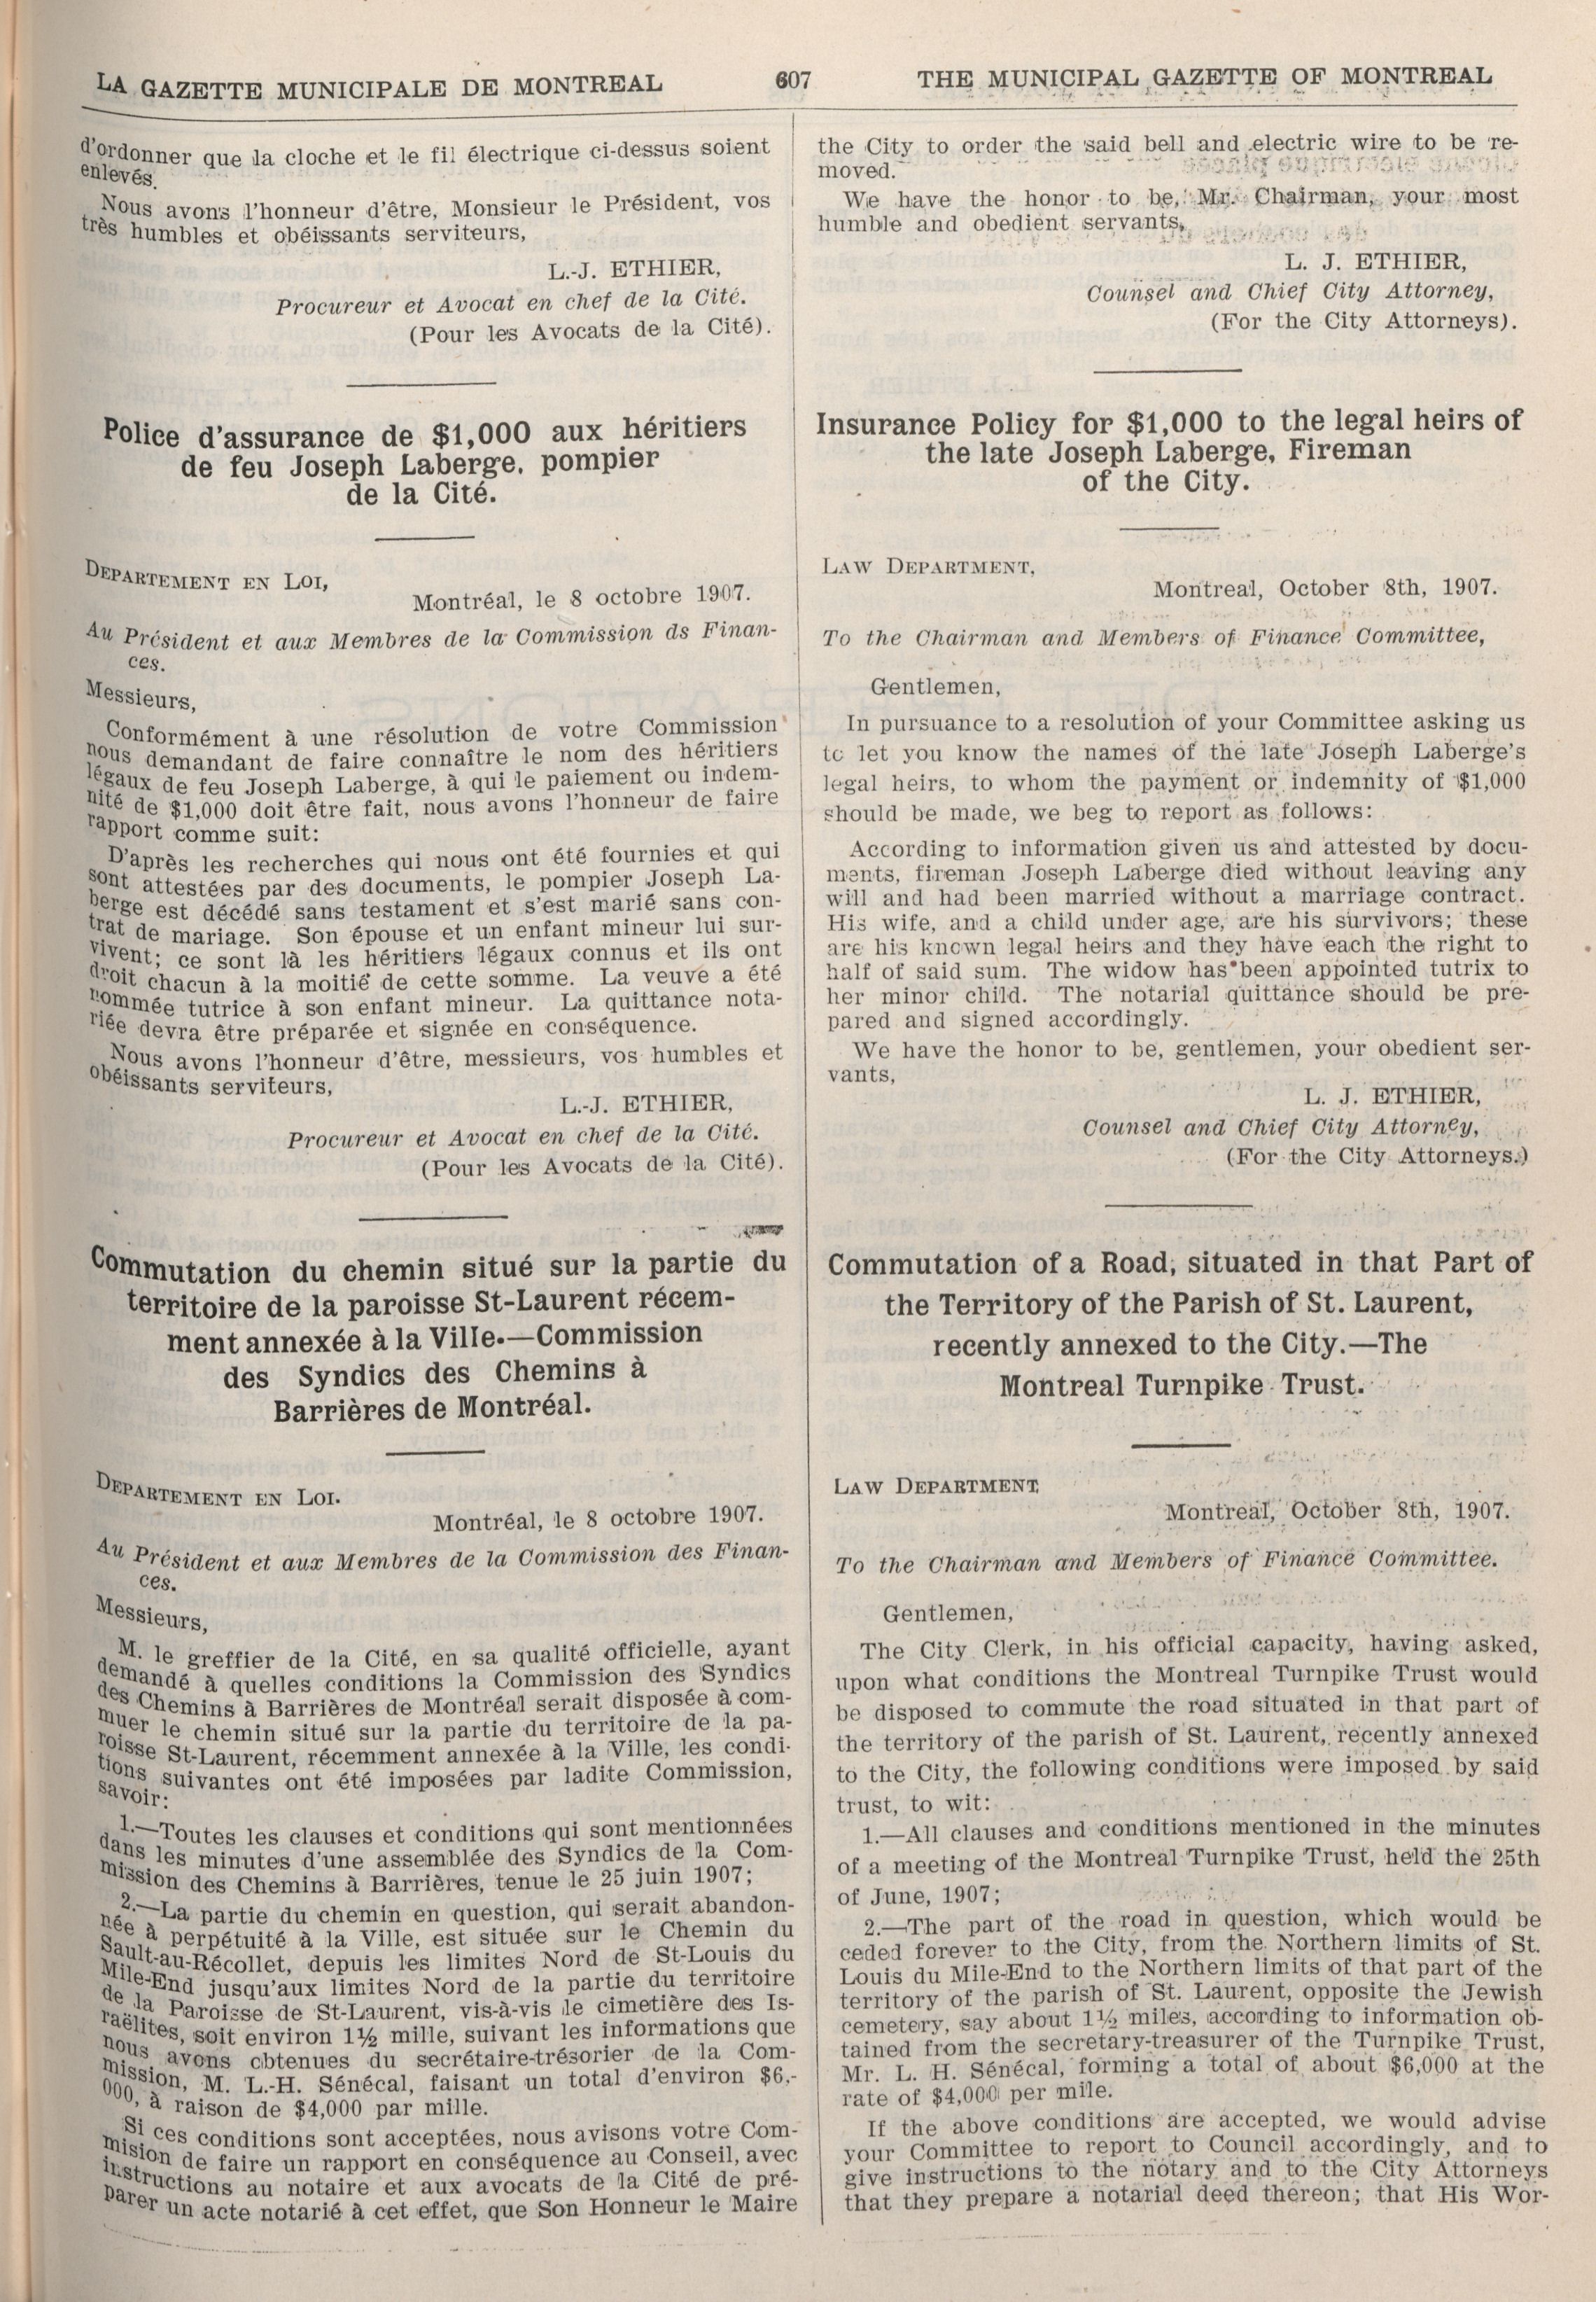 LA GAZETTE MUNICIPALE DE MONTREAL 607 THE MUNICIPAL GAZETTE OF MONTREAL
d'ordonner que la cloche et le fil électrique ci-dessus soient
enlevés.
Nous avons l'honneur d'être, Monsieur le Président, vos
très humbles et obéissants serviteurs,
L.-J. ETHIER,
Procureur et Avocat en chef de la Cité.
(Pour les Avocats de la Cité).
Police d'assurance de $1,000 aux héritiers
de feu Joseph Laberge, pompier
de la Cité.
DEPARTEMENT EN LOI,
Montréal, le 8 octobre 1907.
Au Président et aux Membres de la Commission ds Finan-
ces.
Messieurs,
Conformément à une résolution de votre Commission
nous demandant de faire connaître le nom des héritiers
légaux de feu Joseph Laberge, à qui le paiement ou indem-
nité de $1,000 doit être fait, nous avons l'honneur de faire
rapport comme suit:
D'après les recherches qui nous ont été fournies et qui
sont attestées par des documents, le pompier Joseph La-
berge est décédé sans testament et s'est marié sans con-
trat de mariage. Son épouse et un enfant mineur lui sur-
vivent; ce sont là les héritiers légaux connus et ils ont
droit chacun à la moitié de cette somme. La veuve a été
nommée tutrice à son enfant mineur. La quittance nota-
riée devra être préparée et signée en conséquence.
Nous avons l'honneur d'être, messieurs, vos humbles et
obéissants serviteurs,
L.-J. ETHIER,
Procureur et Avocat en chef de la Cité.
(Pour les Avocats de la Cité).
Commutation du chemin situé sur la partie du
territoire de la paroisse St-Laurent récem-
ment annexée à la Ville.—Commission
des Syndics des Chemins à
Barrières de Montréal.
DEPARTEMENT EN LOI.
Montréal, le 8 octobre 1907.
Au Président et aux Membres de la Commission des Finan-
ces.
Messieurs,
M. le greffier de la Cité, en sa qualité officielle, ayant
demandé à quelles conditions la Commission des Syndics
des Chemins à Barrières de Montréal serait disposée à com-
muer le chemin situé sur la partie du territoire de la pa-
roisse St-Laurent, récemment annexée à la Ville, les condi-
tions suivantes ont été imposées par ladite Commission,
savoir:
1.—Toutes les clauses et conditions qui sont mentionnées
dans les minutes d'une assemblée des Syndics de la Com-
mission des Chemins à Barrières, tenue le 25 juin 1907;
2.—La partie du chemin en question, qui serait abandon-
née à perpétuité à la Ville, est située sur le Chemin du
Sault-au-Récollet, depuis les limites Nord de St-Louis du
Mile-End jusqu'aux limites Nord de la partie du territoire
de la Paroisse de St-Laurent, vis-à-vis le cimetière des Is-
raëlites, soit environ 1½ mille, suivant les informations que
nous avons obtenues du secrétaire-trésorier de la Com-
mission, M. L.-H. Sénécal, faisant un total d'environ $6,-
000, à raison de $4,000 par mille.
Si ces conditions sont acceptées, nous avisons votre Com-
mision de faire un rapport en conséquence au Conseil, avec
instructions au notaire et aux avocats de la Cité de pré-
parer un acte notarié à cet effet, que Son Honneur le Maire
the City to order the said bell and electric wire to be re-
moved.
We have the honor to be, Mr. Chairman, your most
humble and obedient servants,
L. J. ETHIER,
Counsel and Chief City Attorney,
(For the City Attorneys).
Insurance Policy for $1,000 to the legal heirs of
the late Joseph Laberge, Fireman
of the City.
LAW DEPARTMENT,
Montreal, October 8th, 1907.
To the Chairman and Members of Finance Committee,
Gentlemen,
In pursuance to a resolution of your Committee asking us
to let you know the names of the late Joseph Laberge's
legal heirs, to whom the payment or indemnity of $1,000
should be made, we beg to report as follows:
According to information given us and attested by docu-
ments, fireman Joseph Laberge died without leaving any
will and had been married without a marriage contract.
His wife, and a child under age, are his survivors; these
are his known legal heirs and they have each the right to
half of said sum. The widow has been appointed tutrix to
her minor child. The notarial quittance should be pre-
pared and signed accordingly.
We have the honor to be, gentlemen, your obedient ser-
vants,
L. J. ETHIER,
Counsel and Chief City Attorney,
(For the City Attorneys.)
Commutation of a Road, situated in that Part of
the Territory of the Parish of St. Laurent,
recently annexed to the City.—The
Montreal Turnpike Trust.
LAW DEPARTMENT,
Montreal, October 8th, 1907.
To the Chairman and Members of Finance Committee.
Gentlemen,
The City Clerk, in his official capacity, having asked,
upon what conditions the Montreal Turnpike Trust would
be disposed to commute the road situated in that part of
the territory of the parish of St. Laurent, recently annexed
to the City, the following conditions were imposed by said
trust, to wit:
1.—All clauses and conditions mentioned in the minutes
of a meeting of the Montreal Turnpike Trust, held the 25th
of June, 1907;
2.—The part of the road in question, which would be
ceded forever to the City, from the Northern limits of St.
Louis du Mile-End to the Northern limits of that part of the
territory of the parish of St. Laurent, opposite the Jewish
cemetery, say about 1½ miles, according to information ob-
tained from the secretary-treasurer of the Turnpike Trust,
Mr. L. H. Sénécal, forming a total of about $6,000 at the
rate of $4,000 per mile.
If the above conditions are accepted, we would advise
your Committee to report to Council accordingly, and to
give instructions to the notary and to the City Attorneys
that they prepare a notarial deed thereon; that His Wor-